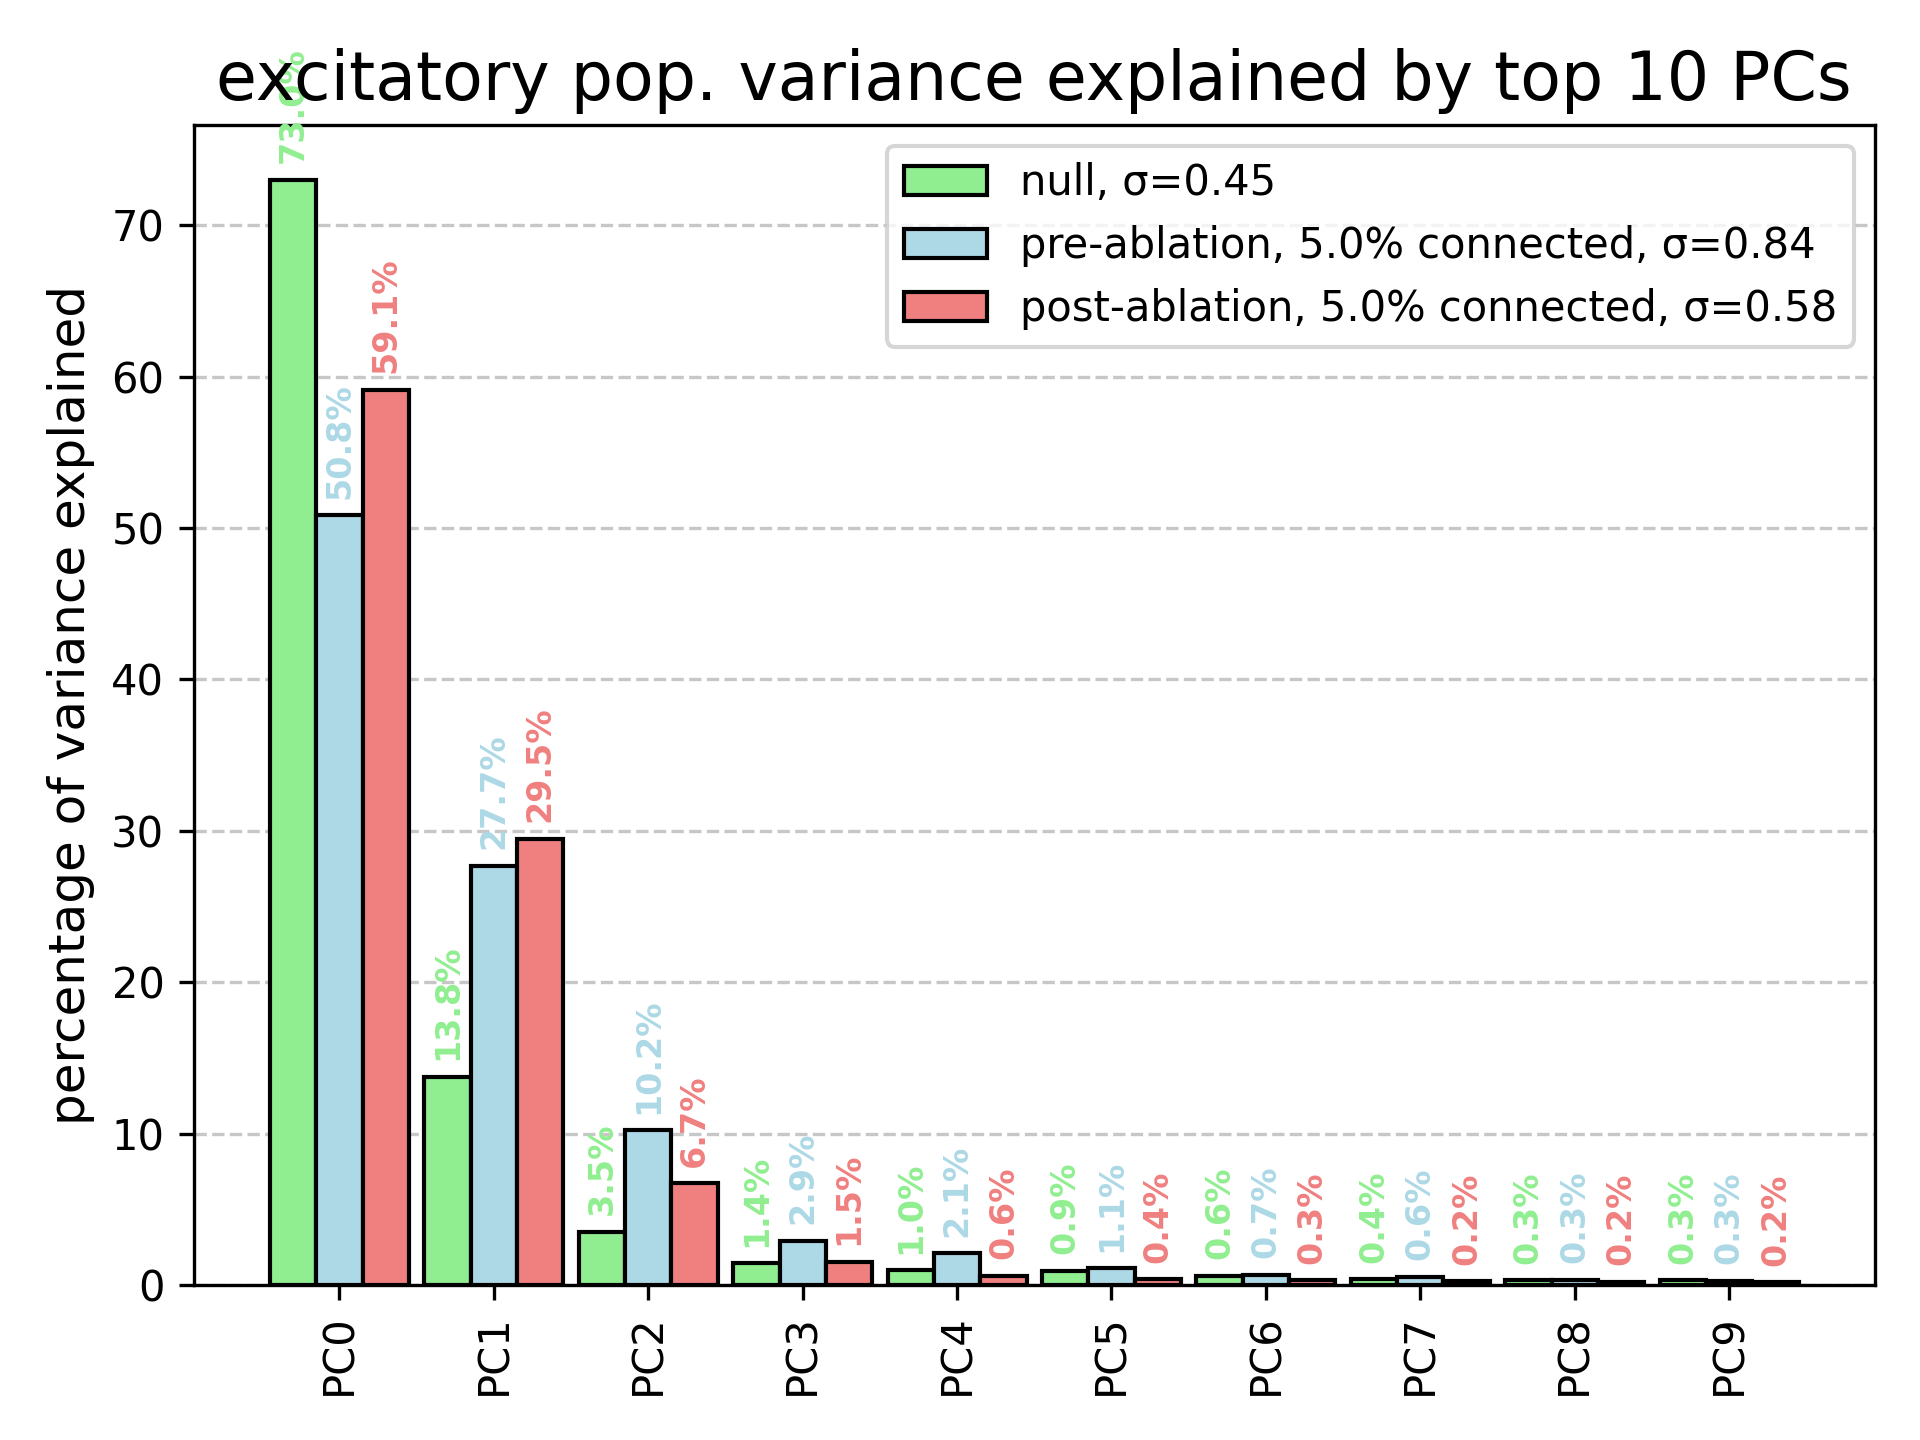 excitatory pop. variance explained by top 10 PCs
percentage of variance explained
null, σ=0.45
pre-ablation, 5.0% connected, σ=0.84
post-ablation, 5.0% connected, σ=0.58
70
60
50
40
30
20
10
0
73.0%
50.8%
59.1%
13.8%
27.7%
29.5%
3.5%
10.2%
6.7%
1.4%
2.9%
1.5%
1.0%
2.1%
0.6%
0.9%
1.1%
0.4%
0.6%
0.7%
0.3%
0.4%
0.6%
0.2%
0.3%
0.3%
0.2%
0.3%
0.3%
0.2%
PC0
PC1
PC2
PC3
PC4
PC5
PC6
PC7
PC8
PC9